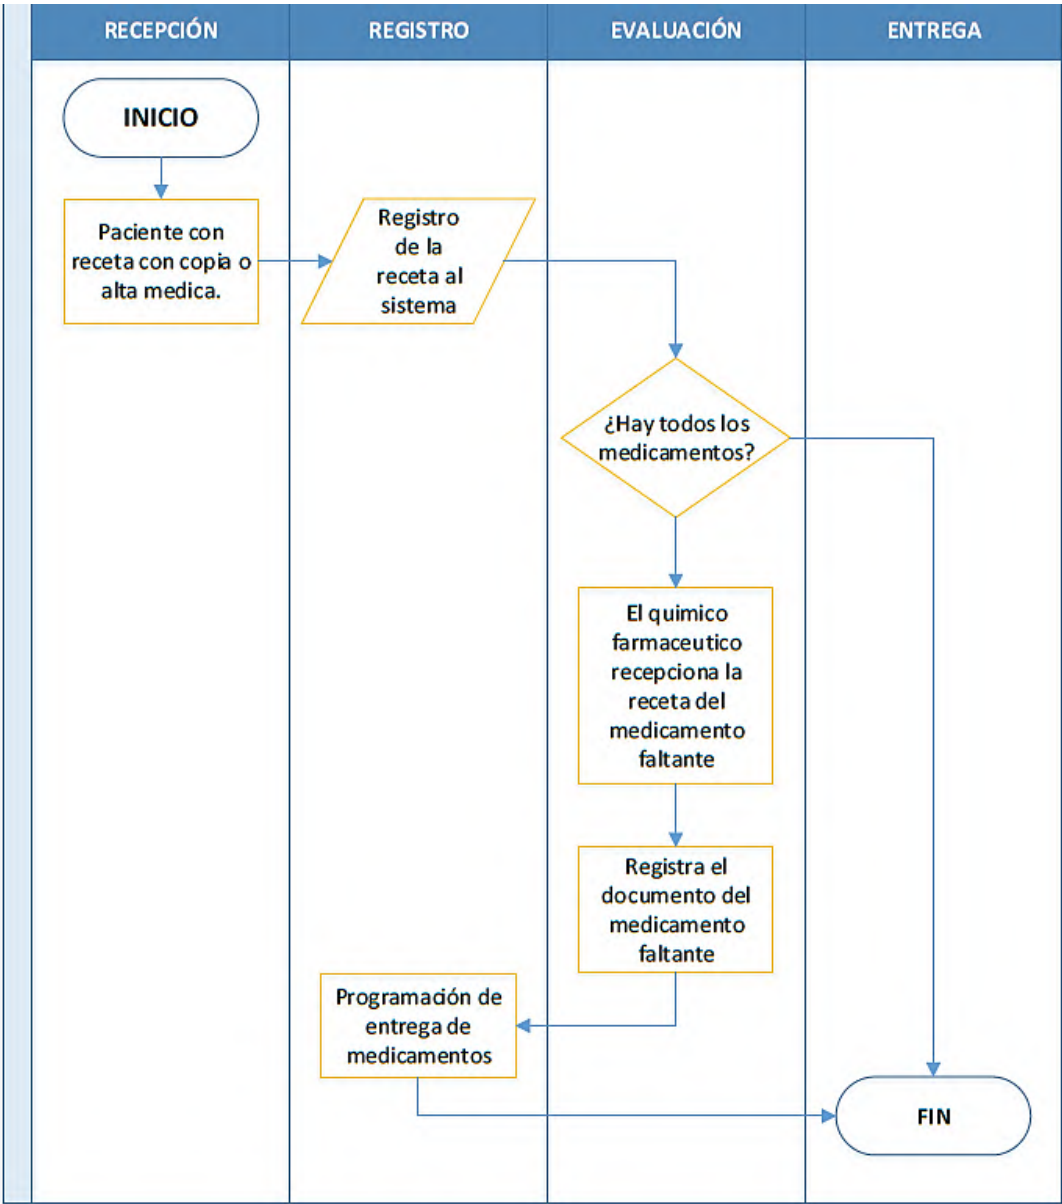 RECEPCIÓN
REGISTRO
EVALUACIÓN
ENTREGA
INICIO
Paciente con
receta con copia o
alta medica.
Registro
de la
receta al
sistema
¿Hay todos los
medicamentos?
El quimico
farmaceutico
recepciona la
receta del
medicamento
faltante
Registra el
documento del
medicamento
faltante
Programación de
entrega de
medicamentos
FIN